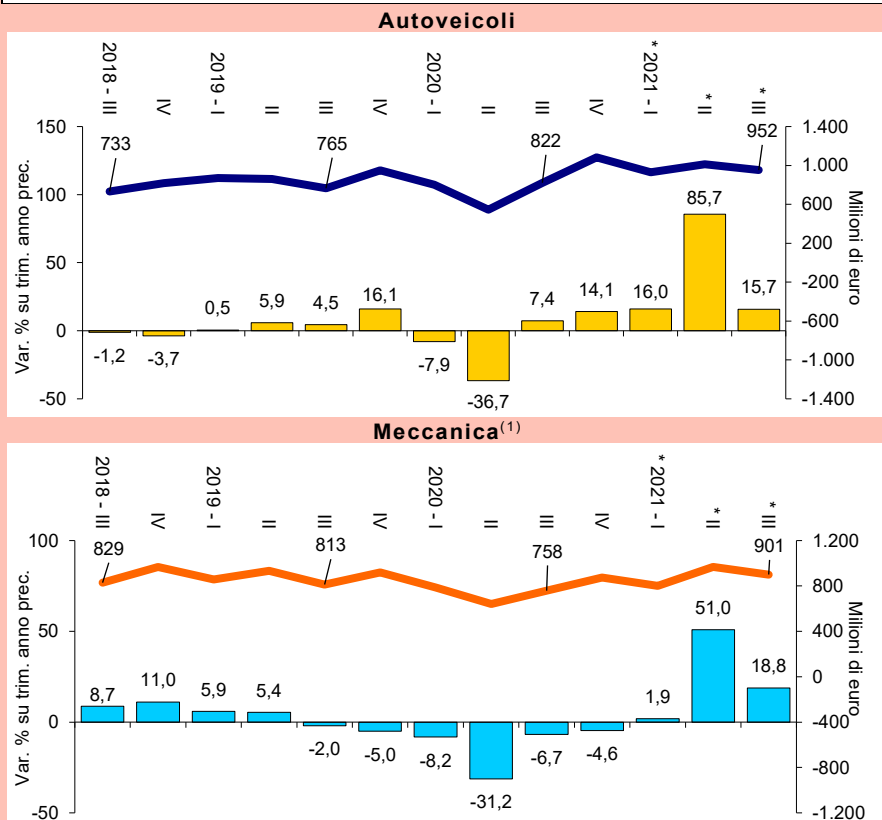 Autoveicoli
2018 - III
IV
2019 - I
II
III
IV
2020 - I
II
III
IV
* 2021 - I
* II
* III
Var. % su trim. anno prec.
150
100
50
0
-50
733
765
822
952
-1,2
-3,7
0,5
5,9
4,5
16,1
-7,9
-36,7
7,4
14,1
16,0
85,7
15,7
1.400
1.000
600
200
-200
-600
-1.000
-1.400
Milioni di euro
Meccanica(1)
2018 - III
IV
2019 - I
II
III
IV
2020 - I
II
III
IV
* 2021 - I
* II
* III
Var. % su trim. anno prec.
100
50
0
-50
829
813
758
901
8,7
11,0
5,9
5,4
-2,0
-5,0
-8,2
-31,2
-6,7
-4,6
1,9
51,0
18,8
1.200
800
400
0
-400
-800
-1.200
Milioni di euro